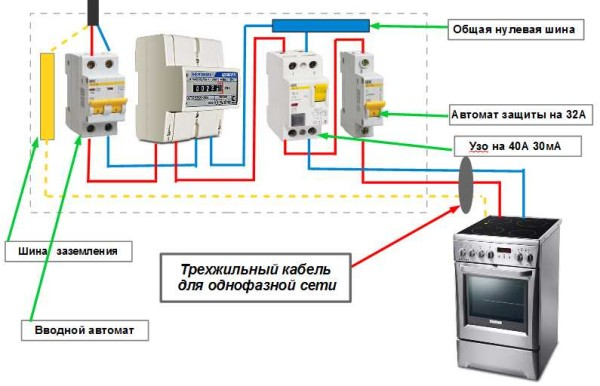 Общая нулевая шина
Автомат защиты на 32А
Узо на 40А 30мА
Шина заземления
Трехжильный кабель
для однофазной сети
Вводной автомат